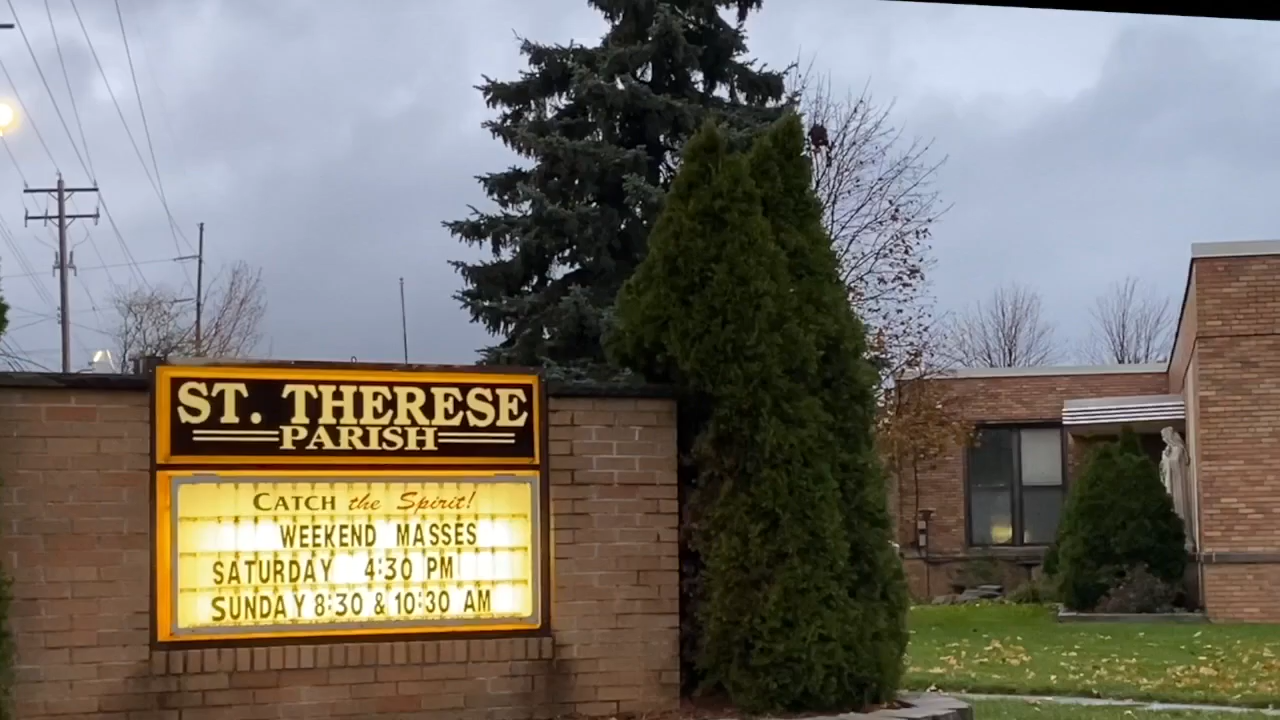 ST. THERESE
PARISH
CATCH the Spirit!
WEEKEND MASSES
SATURDAY 4:30 PM
SUNDAY 8:30 & 10:30 AM